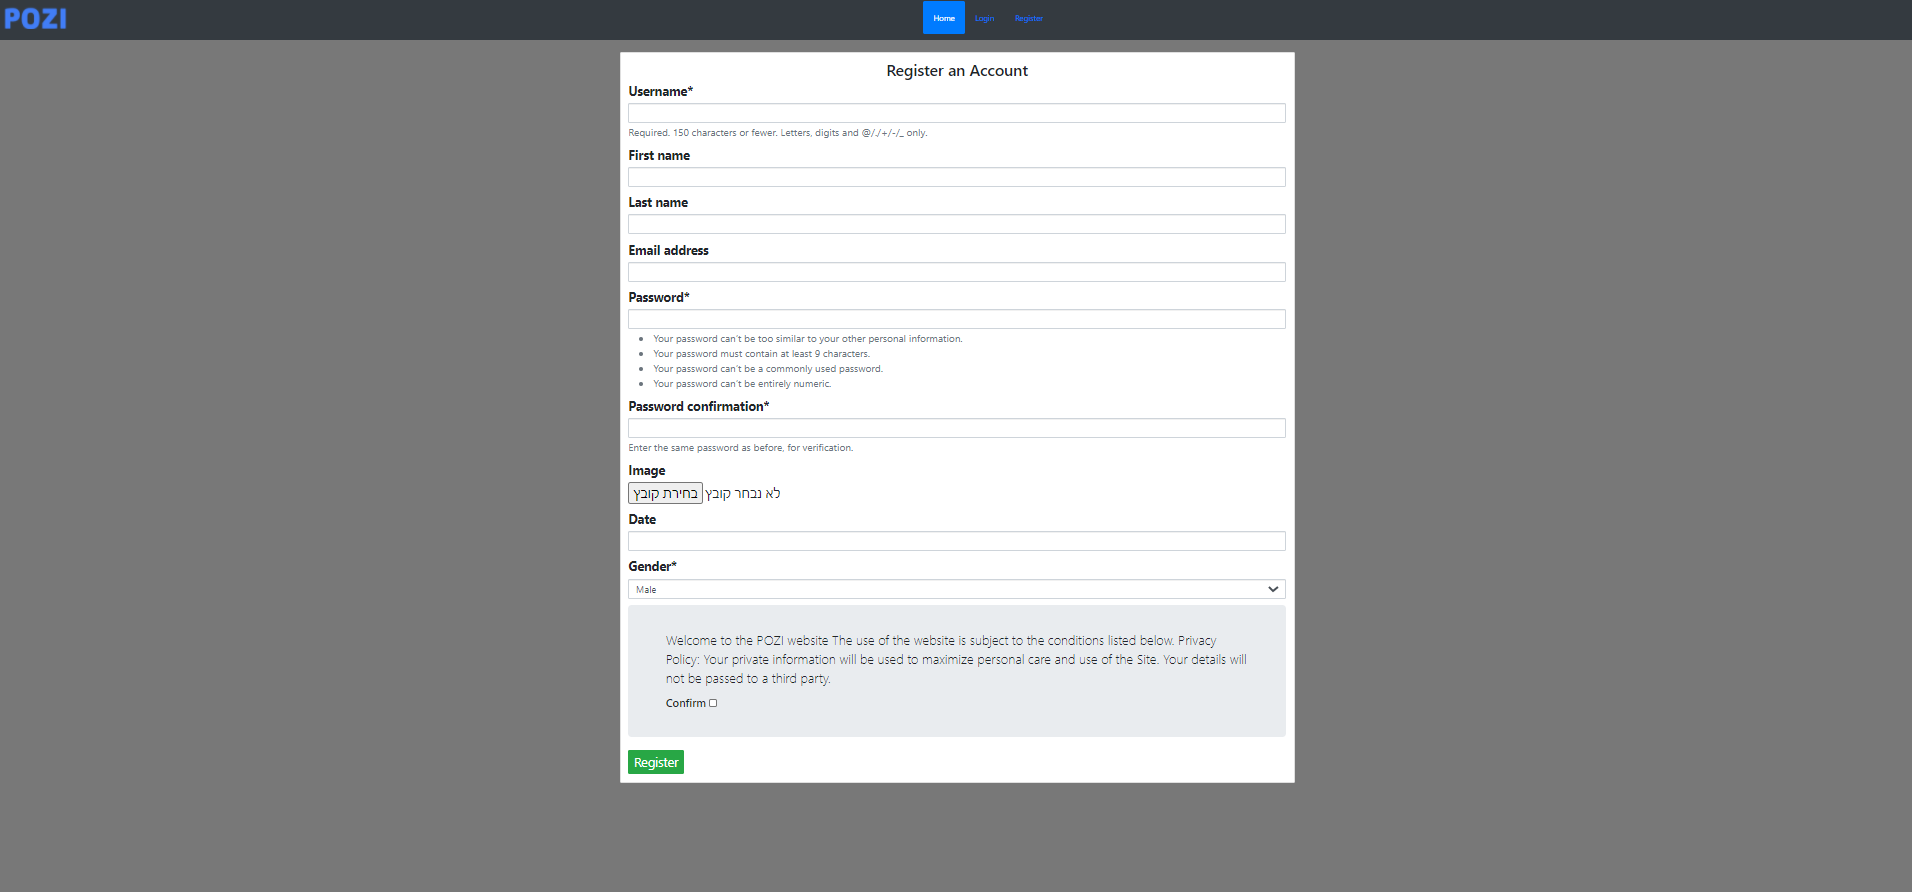 POZI
Home Login Register
Register an Account
Username*
Required. 150 characters or fewer. Letters, digits and @/./+/-/_ only.
First name
Last name
Email address
Password*
Your password can't be too similar to your other personal information.
Your password must contain at least 9 characters.
Your password can't be a commonly used password.
Your password can't be entirely numeric.
Password confirmation*
Enter the same password as before, for verification.
Image
בחירת קובץ לא נבחר קובץ
Date
Gender*
Male
Welcome to the POZI website The use of the website is subject to the conditions listed below. Privacy
Policy: Your private information will be used to maximize personal care and use of the Site. Your details will
not be passed to a third party.
Confirm
Register